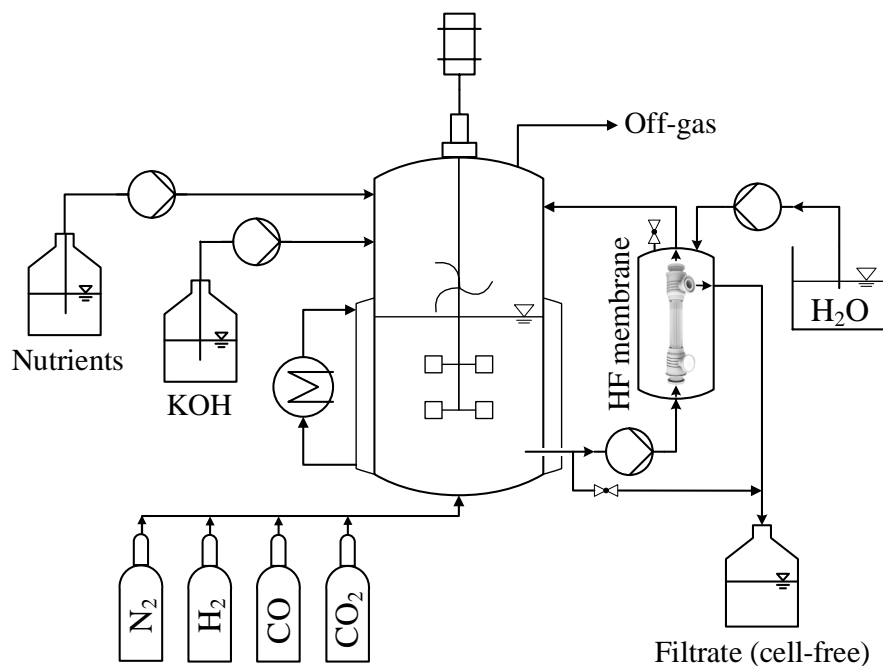 Off-gas
Nutrients
KOH
HF membrane
H₂O
N₂
H₂
CO
CO₂
Filtrate (cell-free)